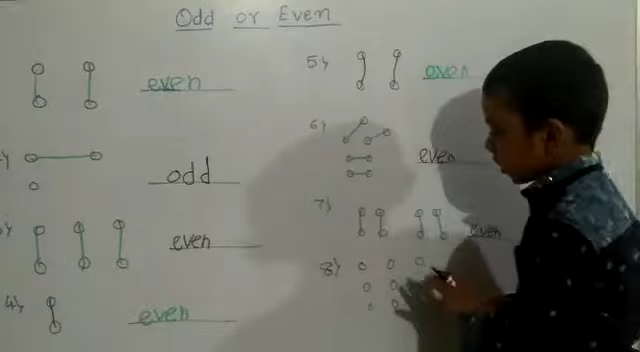 Odd or Even
even
odd
even
4) even
5) even
6) even
7) even
8)